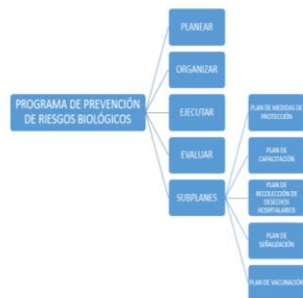 PLANEAR
ORGANIZAR
PROGRAMA DE PREVENCIÓN
DE RIESGOS BIOLÓGICOS
EJECUTAR
EVALUAR
SUBPLANES
PLAN DE MEDIDAS DE
PROTECCIÓN
PLAN DE
CAPACITACIÓN
PLAN DE
RECOLECCIÓN DE
DESECHOS
HOSPITALARIOS
PLAN DE
SEÑALIZACIÓN
PLAN DE VACUNACIÓN